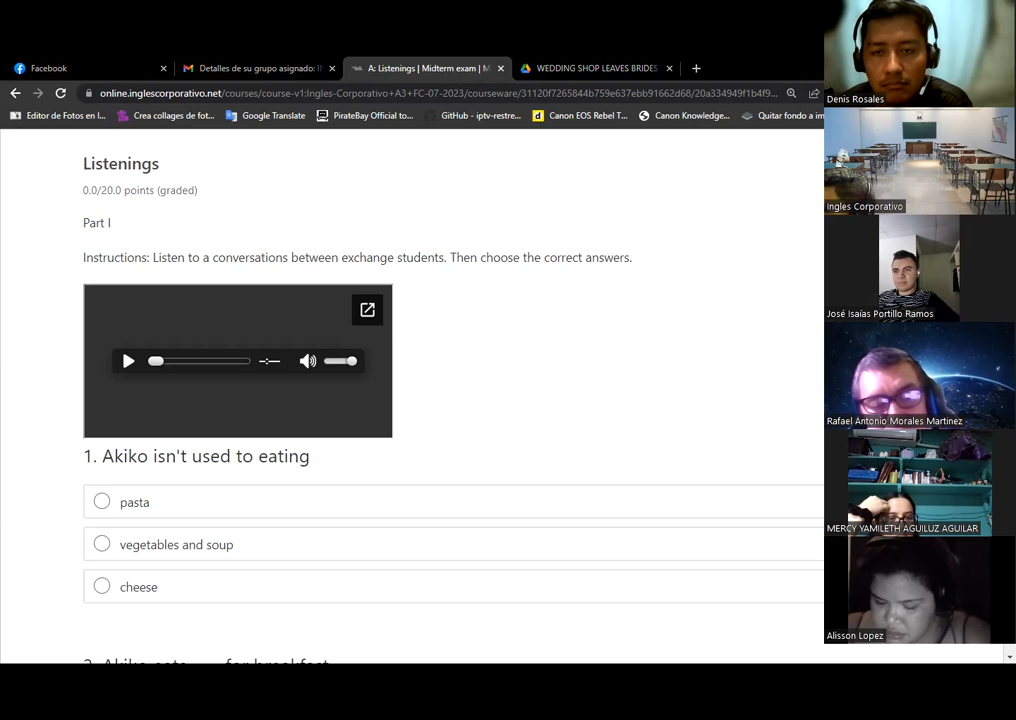 Facebook
Detalles de su grupo asignado: I
A: Listenings | Midterm exam | M
WEDDING SHOP LEAVES BRIDES
online.inglescorporativo.net/courses/course-v1:Ingles-Corporativo+A3+FC-07-2023/courseware/31120f7265844b759e637ebb91662d68/20a334949f1b4f9...
Editor de Fotos en l...
Crea collages de fot...
Google Translate
PirateBay Official to...
GitHub - iptv-restre...
Canon EOS Rebel T...
Canon Knowledge...
Quitar fondo a im
Listenings
0.0/20.0 points (graded)
Part I
Instructions: Listen to a conversations between exchange students. Then choose the correct answers.
-:--
1. Akiko isn't used to eating
pasta
vegetables and soup
cheese
Denis Rosales
Ingles Corporativo
José Isaías Portillo Ramos
Rafael Antonio Morales Martinez
MERCY YAMILETH AGUILUZ AGUILAR
Alisson Lopez